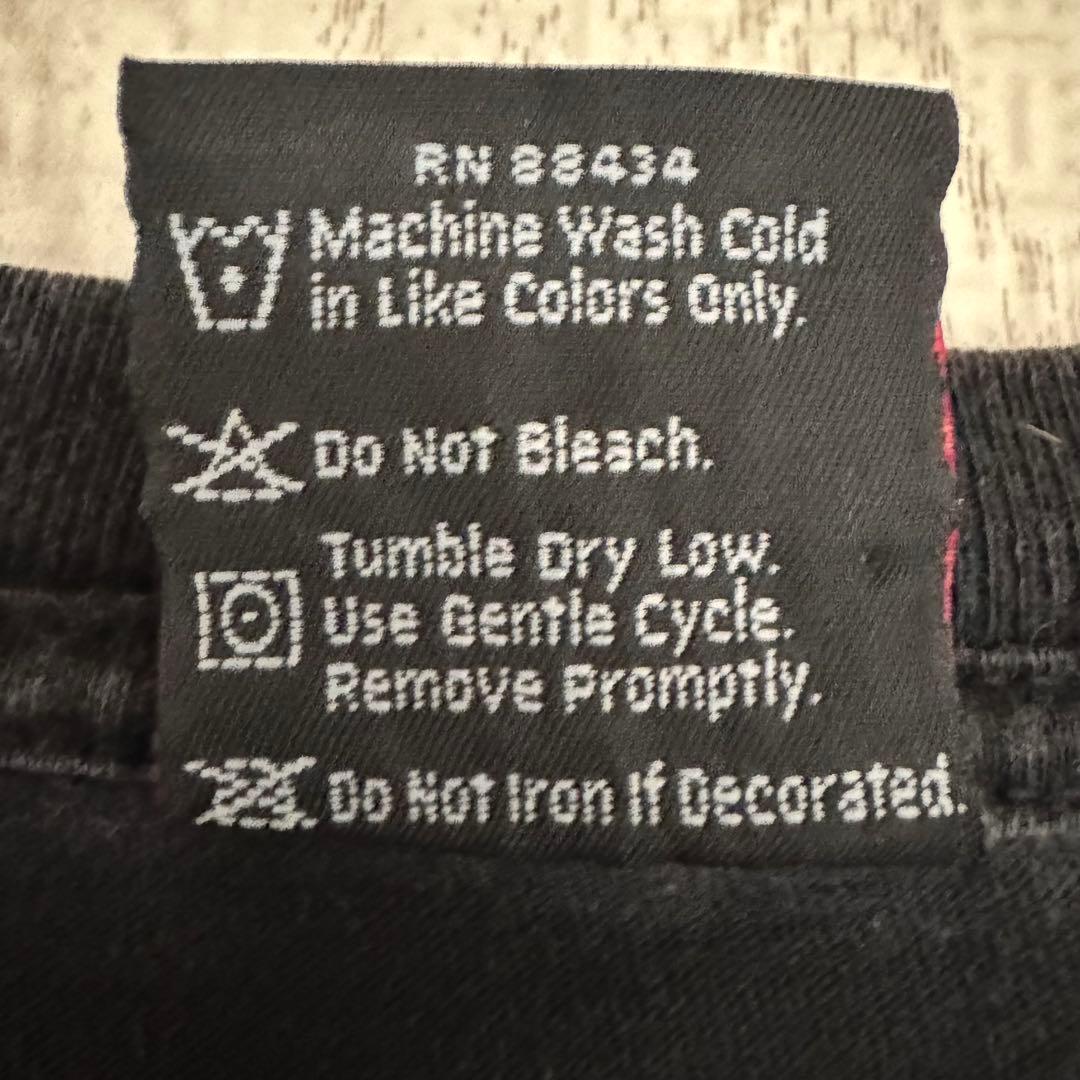 RN 88434
Machine Wash Cold
in Like Colors Only.
Do Not Bleach.
Tumble Dry Low.
Use Gentle Cycle.
Remove Promptly.
Do Not Iron If Decorated.